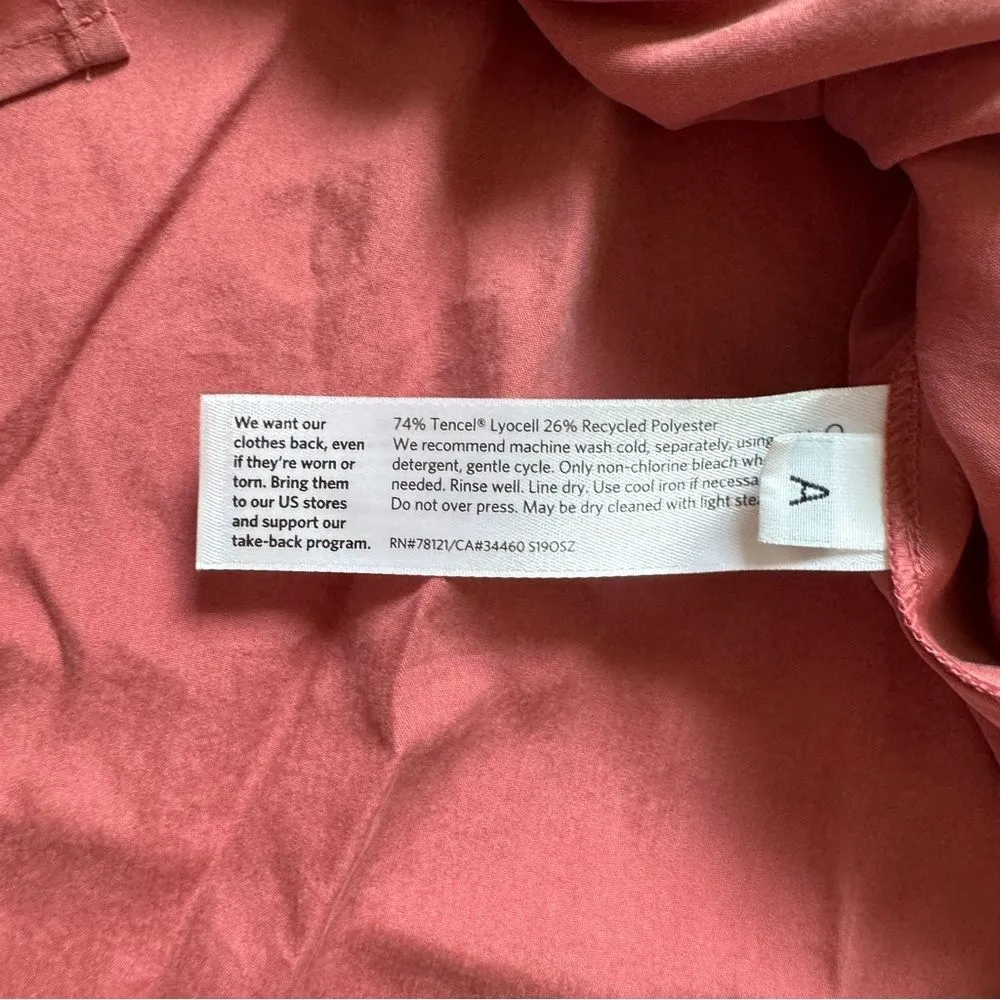 We want our
clothes back, even
if they're worn or
torn. Bring them
to our US stores
and support our
take-back program.
74% Tencel® Lyocell 26% Recycled Polyester
We recommend machine wash cold, separately, using
detergent, gentle cycle. Only non-chlorine bleach wh
needed. Rinse well. Line dry. Use cool iron if necessa
Do not over press. May be dry cleaned with light ste
RN#78121/CA#34460 S19OSZ
A